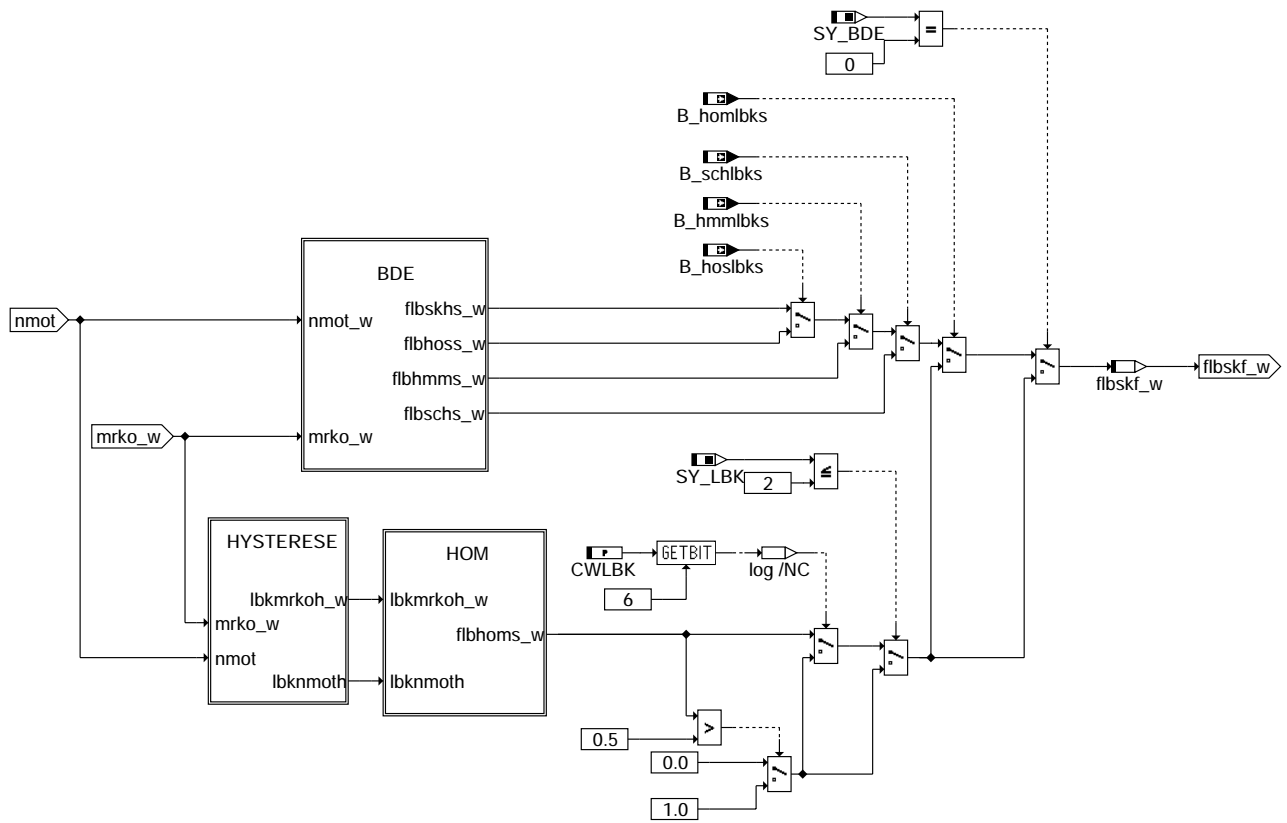 SY_BDE
=
0
B_homlbks
B_schlbks
B_hmmlbks
B_hoslbks
BDE
flbskhs_w
nmot
nmot_w
flbhoss_w
flbhmms_w
flbschs_w
flbskf_w
flbskf_w
mrko_w
mrko_w
SY_LBK
2
≤
HYSTERESE
HOM
CWLBK
P
GETBIT
log /NC
6
lbkmrkoh_w
lbkmrkoh_w
mrko_w
flbhoms_w
nmot
lbknmoth
lbknmoth
>
0.5
0.0
1.0